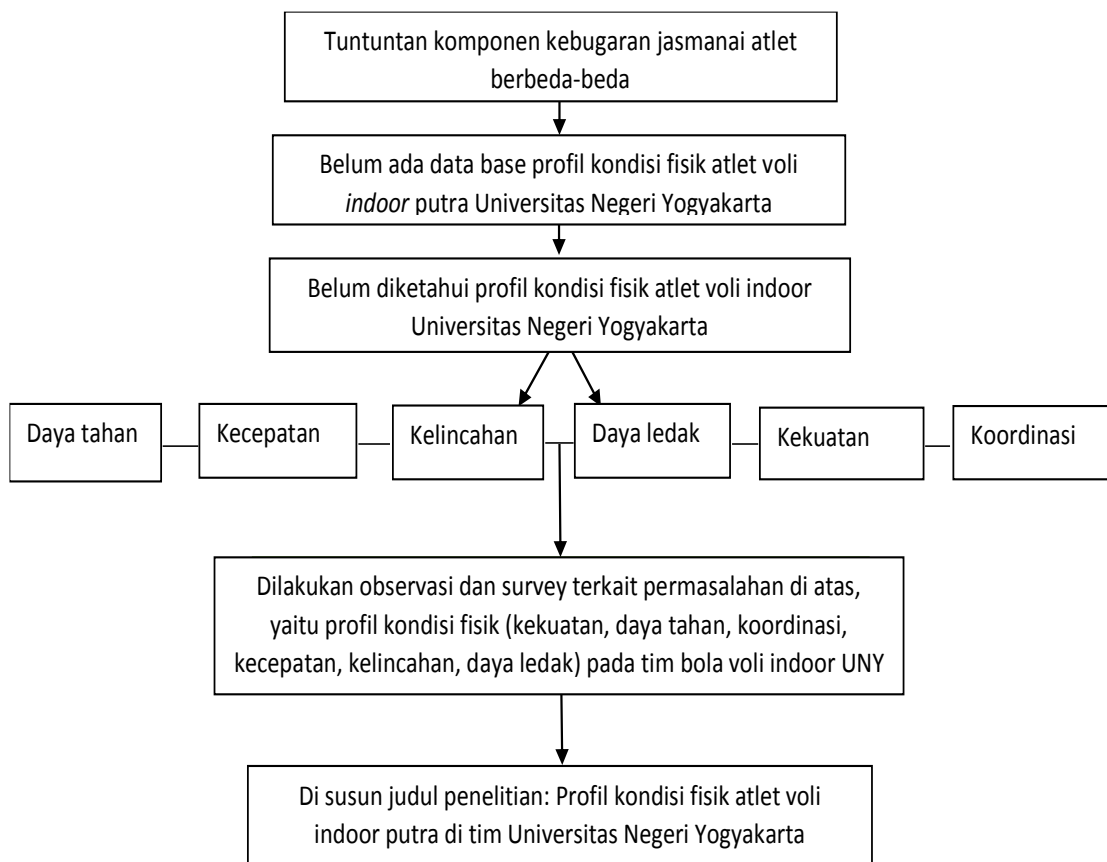 Tuntuntan komponen kebugaran jasmanai atlet
berbeda-beda
Belum ada data base profil kondisi fisik atlet voli
indoor putra Universitas Negeri Yogyakarta
Belum diketahui profil kondisi fisik atlet voli indoor
Universitas Negeri Yogyakarta
Daya tahan
Kecepatan
Kelincahan
Daya ledak
Kekuatan
Koordinasi
Dilakukan observasi dan survey terkait permasalahan di atas,
yaitu profil kondisi fisik (kekuatan, daya tahan, koordinasi,
kecepatan, kelincahan, daya ledak) pada tim bola voli indoor UNY
Di susun judul penelitian: Profil kondisi fisik atlet voli
indoor putra di tim Universitas Negeri Yogyakarta